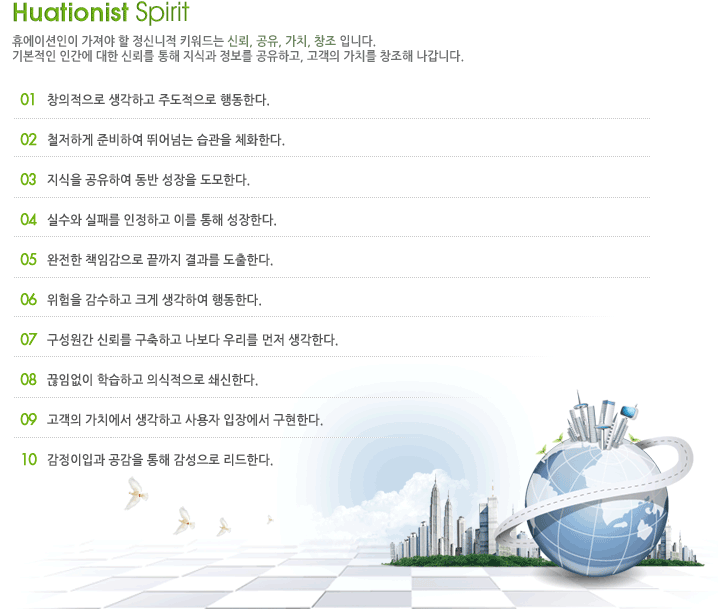 Huationist Spirit
휴에이션인이 가져야 할 정신니적 키워드는 신뢰, 공유, 가치, 창조 입니다.
기본적인 인간에 대한 신뢰를 통해 지식과 정보를 공유하고, 고객의 가치를 창조해 나갑니다.
01 창의적으로 생각하고 주도적으로 행동한다.
02 철저하게 준비하여 뛰어넘는 습관을 체화한다.
03 지식을 공유하여 동반 성장을 도모한다.
04 실수와 실패를 인정하고 이를 통해 성장한다.
05 완전한 책임감으로 끝까지 결과를 도출한다.
06 위험을 감수하고 크게 생각하여 행동한다.
07 구성원간 신뢰를 구축하고 나보다 우리를 먼저 생각한다.
08 끊임없이 학습하고 의식적으로 쇄신한다.
09 고객의 가치에서 생각하고 사용자 입장에서 구현한다.
10 감정이입과 공감을 통해 감성으로 리드한다.